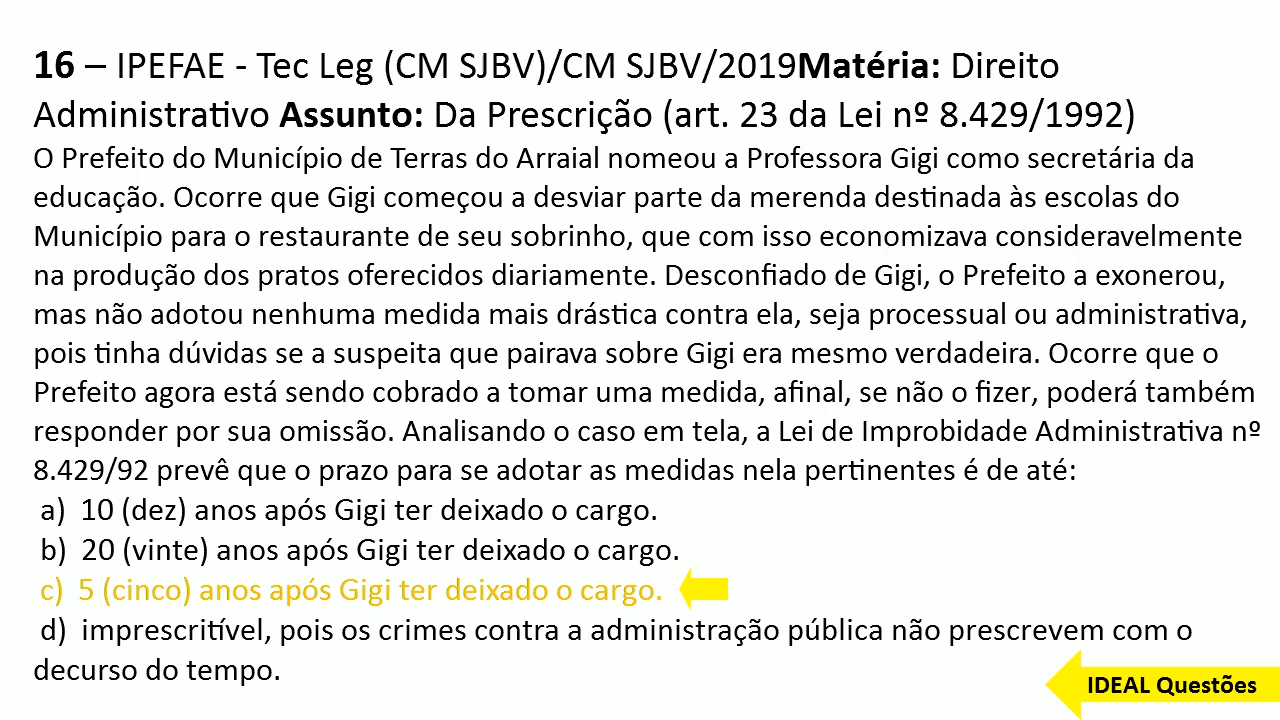 16 – IPEFAE - Tec Leg (CM SJBV)/CM SJBV/2019Matéria: Direito
Administrativo Assunto: Da Prescrição (art. 23 da Lei nº 8.429/1992)
O Prefeito do Município de Terras do Arraial nomeou a Professora Gigi como secretária da
educação. Ocorre que Gigi começou a desviar parte da merenda destinada às escolas do
Município para o restaurante de seu sobrinho, que com isso economizava consideravelmente
na produção dos pratos oferecidos diariamente. Desconfiado de Gigi, o Prefeito a exonerou,
mas não adotou nenhuma medida mais drástica contra ela, seja processual ou administrativa,
pois tinha dúvidas se a suspeita que pairava sobre Gigi era mesmo verdadeira. Ocorre que o
Prefeito agora está sendo cobrado a tomar uma medida, afinal, se não o fizer, poderá também
responder por sua omissão. Analisando o caso em tela, a Lei de Improbidade Administrativa nº
8.429/92 prevê que o prazo para se adotar as medidas nela pertinentes é de até:
a) 10 (dez) anos após Gigi ter deixado o cargo.
b) 20 (vinte) anos após Gigi ter deixado o cargo.
c) 5 (cinco) anos após Gigi ter deixado o cargo.
d) imprescritível, pois os crimes contra a administração pública não prescrevem com o
decurso do tempo.
IDEAL Questões